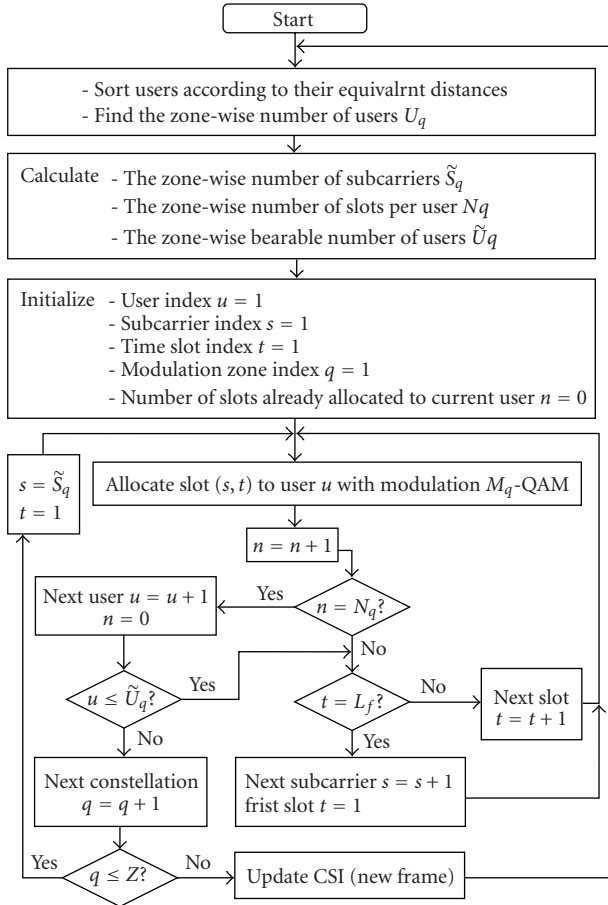 Start
- Sort users according to their equivalrnt distances
- Find the zone-wise number of users U_q
Calculate - The zone-wise number of subcarriers S̃_q
- The zone-wise number of slots per user Nq
- The zone-wise bearable number of users Ũq
Initialize - User index u = 1
- Subcarrier index s = 1
- Time slot index t = 1
- Modulation zone index q = 1
- Number of slots already allocated to current user n = 0
s = S̃_q
t = 1
Allocate slot (s, t) to user u with modulation M_q-QAM
n = n + 1
Next user u = u + 1
n = 0
Yes
n = N_q?
No
u ≤ Ũ_q?
Yes
No
t = L_f?
No
Yes
Next slot
t = t + 1
Next constellation
q = q + 1
Next subcarrier s = s + 1
frist slot t = 1
Yes
q ≤ Z?
No
Update CSI (new frame)